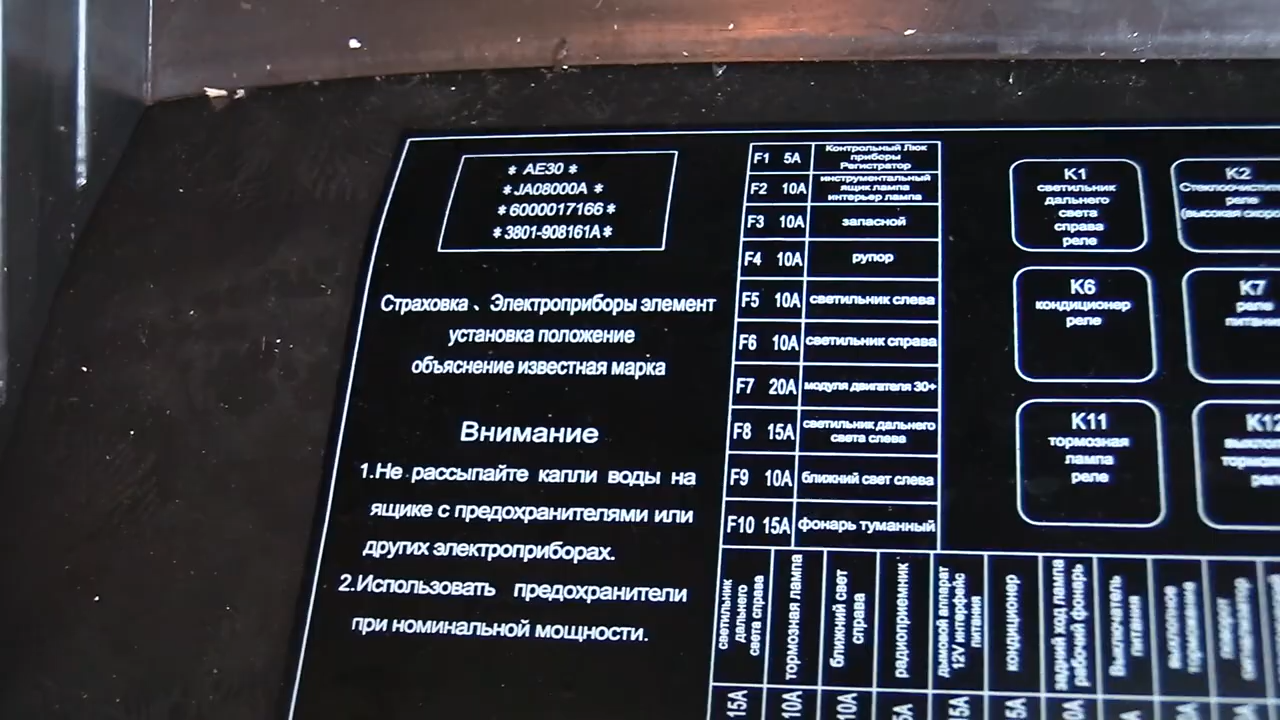 * AE30 *
* JA08000A *
* 6000017166 *
* 3801-908161A *
Страховка 、 Электроприборы элемент
установка положение
объяснение известная марка
Внимание
1.Не рассыпайте капли воды на
ящике с предохранителями или
других электроприборах.
2.Использовать предохранители
при номинальной мощности.
F1 5A Контрольный Люк
приборы
Регистратор
F2 10A инструментальный
ящик лампа
интерьер лампа
F3 10A запасной
F4 10A рупор
F5 10A светильник слева
F6 10A светильник справа
F7 20A модуля двигателя 30+
F8 15A светильник дальнего
света слева
F9 10A ближний свет слева
F10 15A фонарь туманный
K1
светильник
дальнего
света
справа
реле
K2
реле
(высокая
K6
кондиционер
реле
K7
реле
K11
тормозная
лампа
реле
K12
светильник
дальнего
света справа
15A
тормозная лампа
10A
ближний свет
справа
10A
радиоприемник
дымовой аппарат
12V интерфейс
питания
15A
кондиционер
задний ход лампа
рабочий фонарь
Выключатель
питания